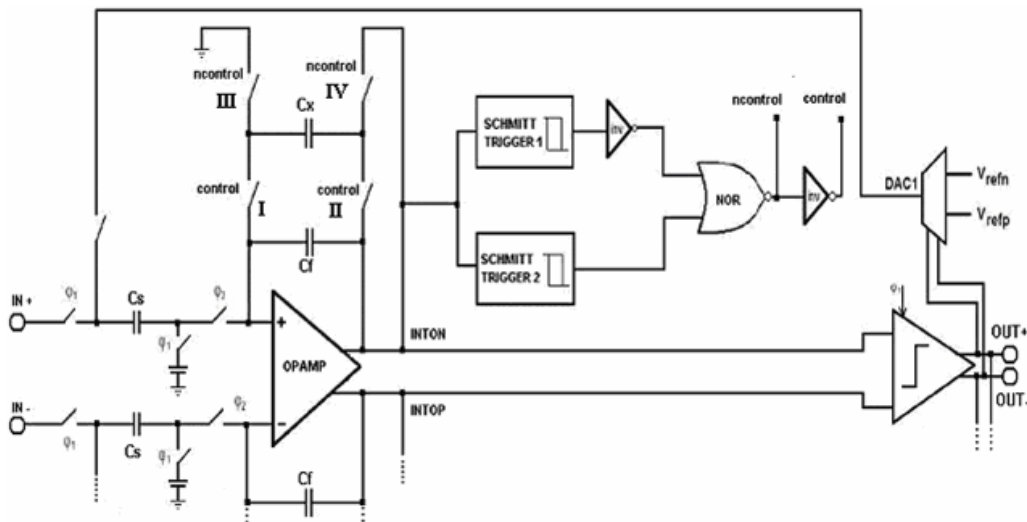 ncontrol
III
ncontrol
IV
Cx
control
I
control
II
Cf
SCHMITT
TRIGGER 1
inv
NOR
ncontrol
control
inv
SCHMITT
TRIGGER 2
DAC1
Vrefn
Vrefp
IN +
φ1
Cs
φ2
φ1
+
OPAMP
-
INTON
INTOP
φ1
OUT+
OUT-
IN -
φ1
Cs
φ2
φ1
Cf